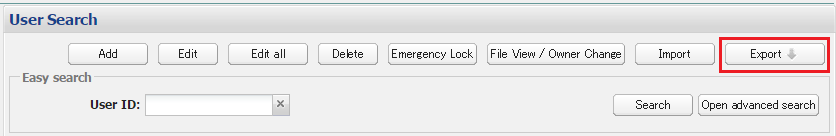 User Search
Add Edit Edit all Delete Emergency Lock File View / Owner Change Import Export
Easy search
User ID: Search Open advanced search